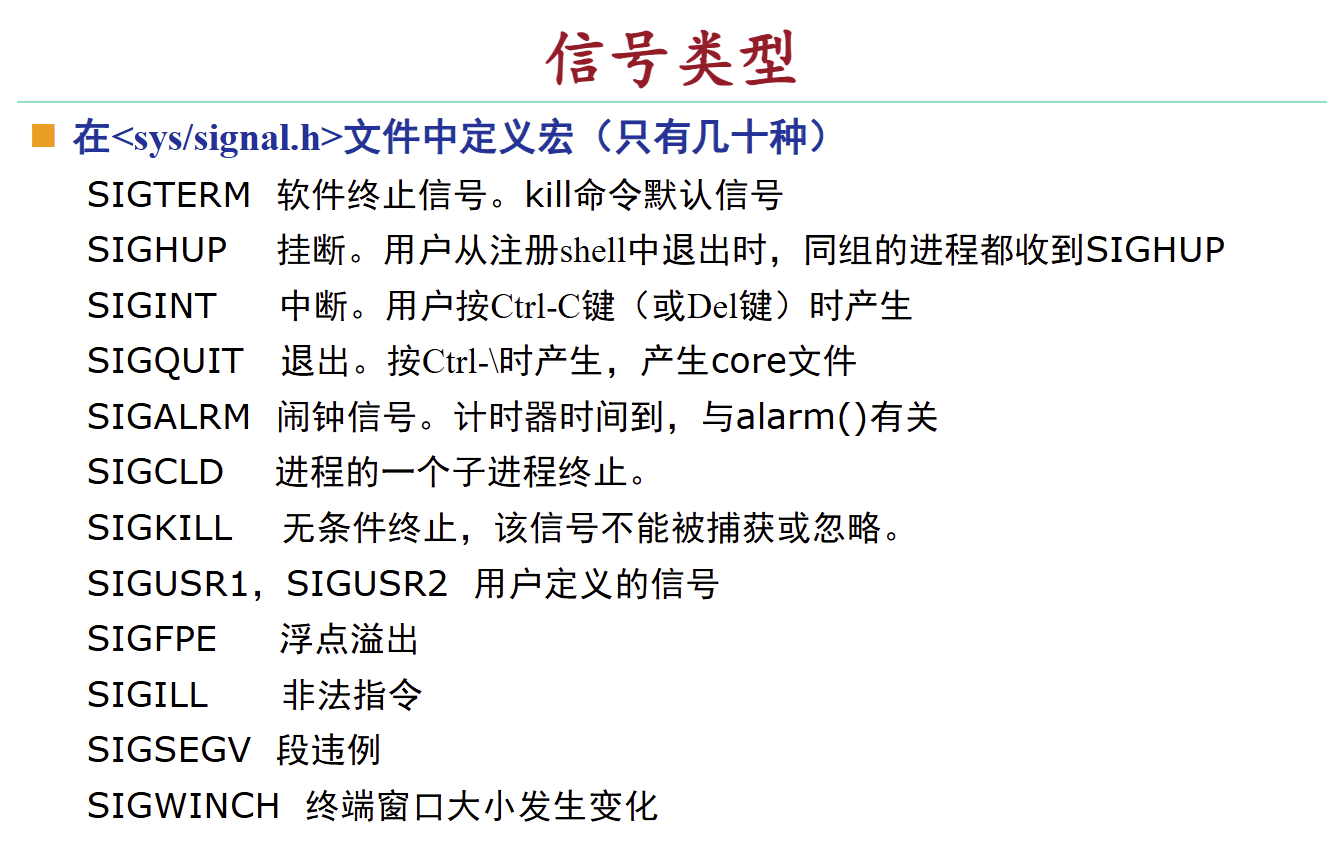 信号类型
在<sys/signal.h>文件中定义宏（只有几十种）
SIGTERM 软件终止信号。kill命令默认信号
SIGHUP 挂断。用户从注册shell中退出时，同组的进程都收到SIGHUP
SIGINT 中断。用户按Ctrl-C键（或Del键）时产生
SIGQUIT 退出。按Ctrl-\时产生，产生core文件
SIGALRM 闹钟信号。计时器时间到，与alarm()有关
SIGCLD 进程的一个子进程终止。
SIGKILL 无条件终止，该信号不能被捕获或忽略。
SIGUSR1，SIGUSR2 用户定义的信号
SIGFPE 浮点溢出
SIGILL 非法指令
SIGSEGV 段违例
SIGWINCH 终端窗口大小发生变化